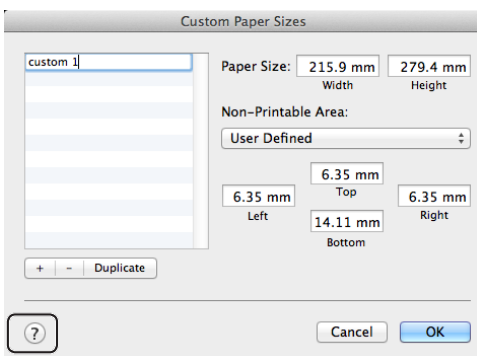 Custom Paper Sizes
custom 1
Paper Size: 215.9 mm 279.4 mm
Width Height
Non-Printable Area:
User Defined
6.35 mm
Top
6.35 mm 6.35 mm
Left Right
14.11 mm
Bottom
+ - Duplicate
? Cancel OK